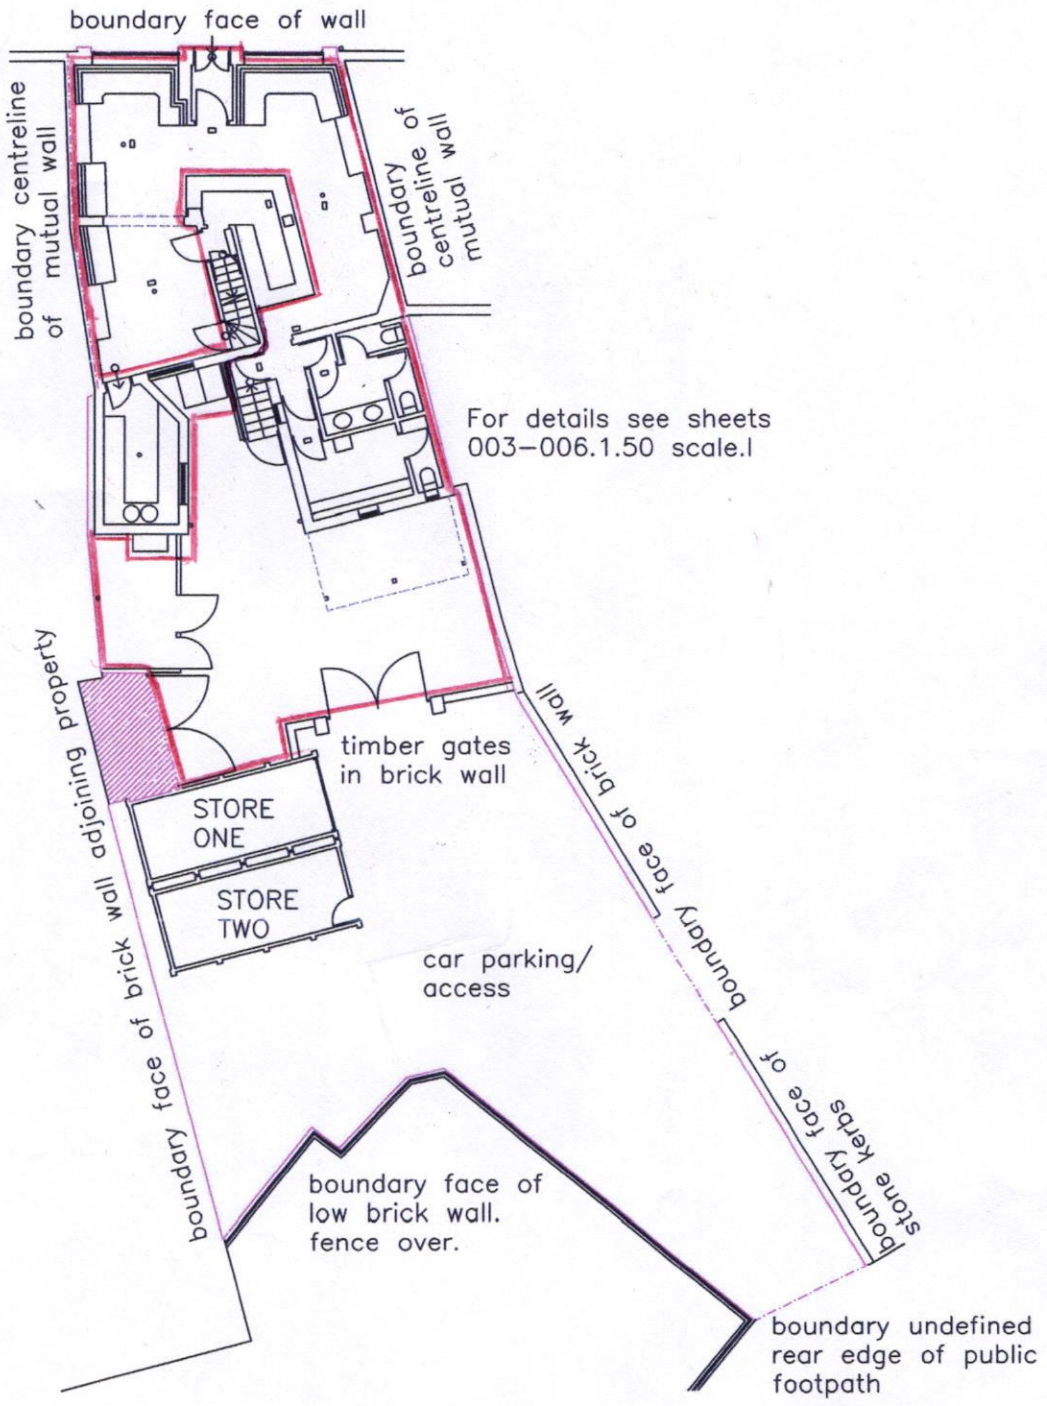 boundary face of wall
boundary centreline
of mutual wall
boundary
centreline of
mutual wall
For details see sheets
003-006.1.50 scale.l
boundary face of brick wall adjoining property
timber gates
in brick wall
STORE
ONE
STORE
TWO
car parking/
access
boundary face of brick wall
boundary face of
stone kerbs
boundary face of
low brick wall.
fence over.
boundary undefined
rear edge of public
footpath